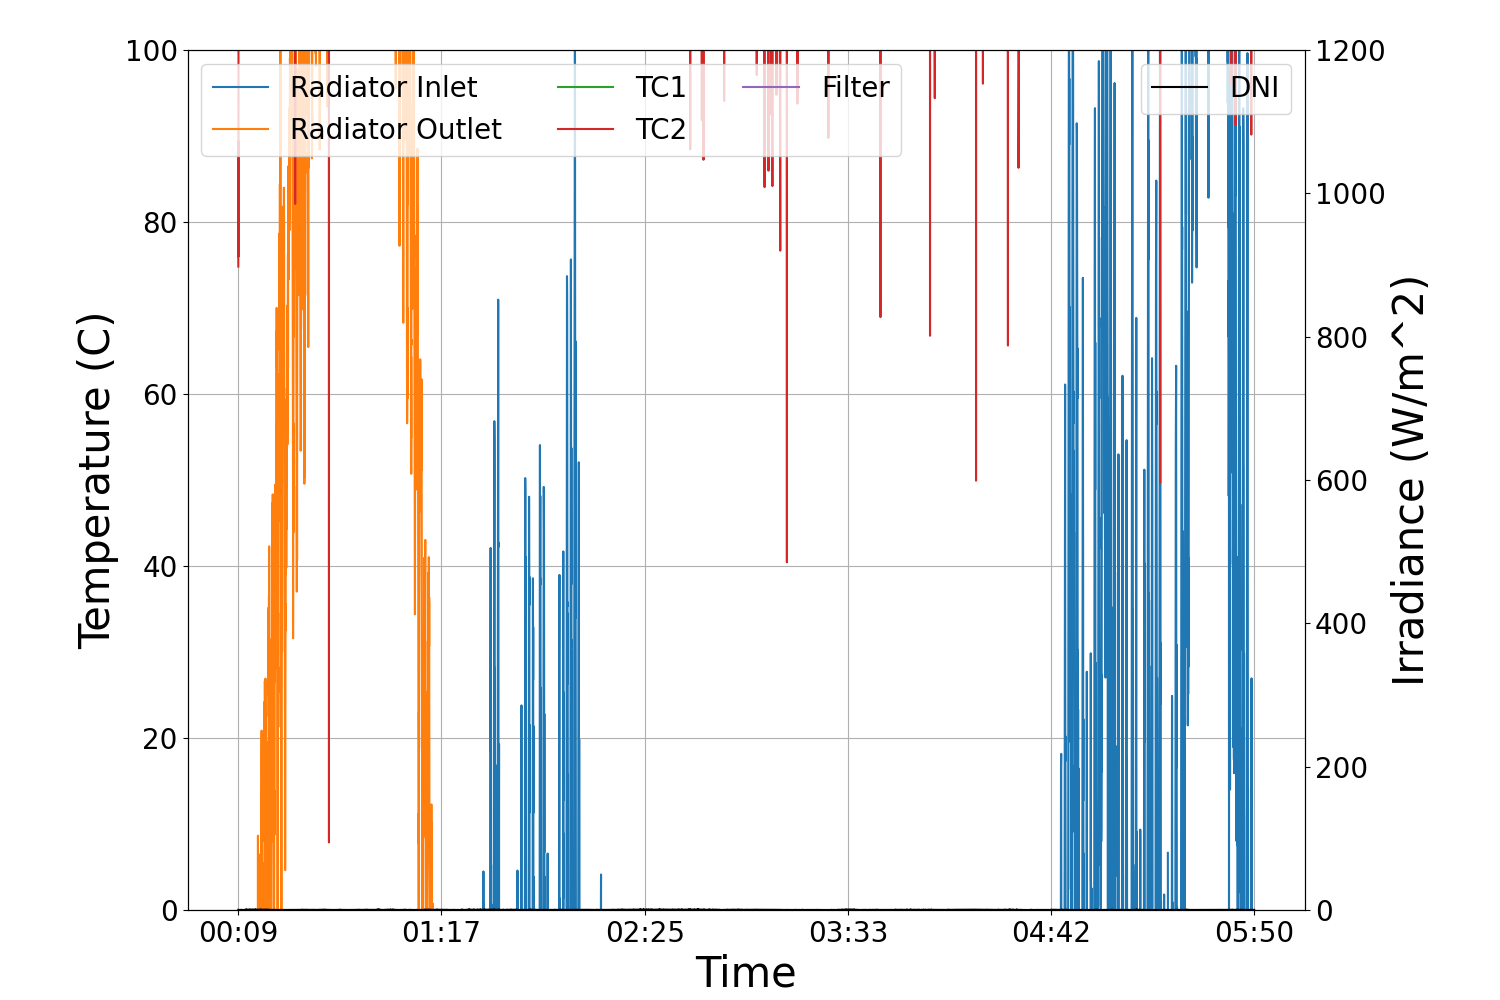 100
80
60
40
20
0
Temperature (C)
Radiator Inlet
Radiator Outlet
TC1
TC2
Filter
DNI
1200
1000
800
600
400
200
0
Irradiance (W/m^2)
00:09 01:17 02:25 03:33 04:42 05:50
Time